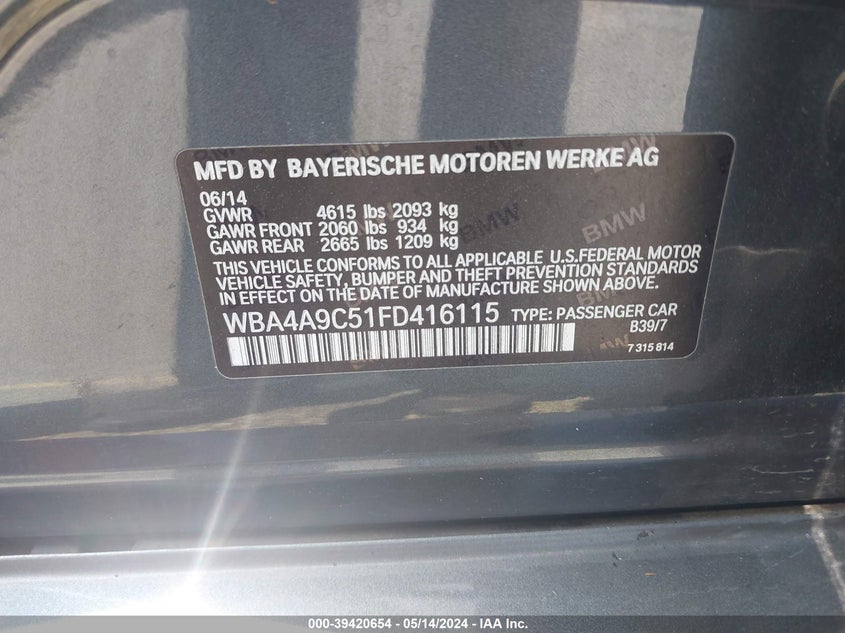 MFD BY BAYERISCHE MOTOREN WERKE AG
06/14
GVWR 4615 lbs 2093 kg
GAWR FRONT 2060 lbs 934 kg
GAWR REAR 2665 lbs 1209 kg
THIS VEHICLE CONFORMS TO ALL APPLICABLE U.S.FEDERAL MOTOR
VEHICLE SAFETY, BUMPER AND THEFT PREVENTION STANDARDS
IN EFFECT ON THE DATE OF MANUFACTURE SHOWN ABOVE.
WBA4A9C51FD416115 TYPE: PASSENGER CAR
B39/7
7 315 814
000-39420654 - 05/14/2024 - IAA Inc.